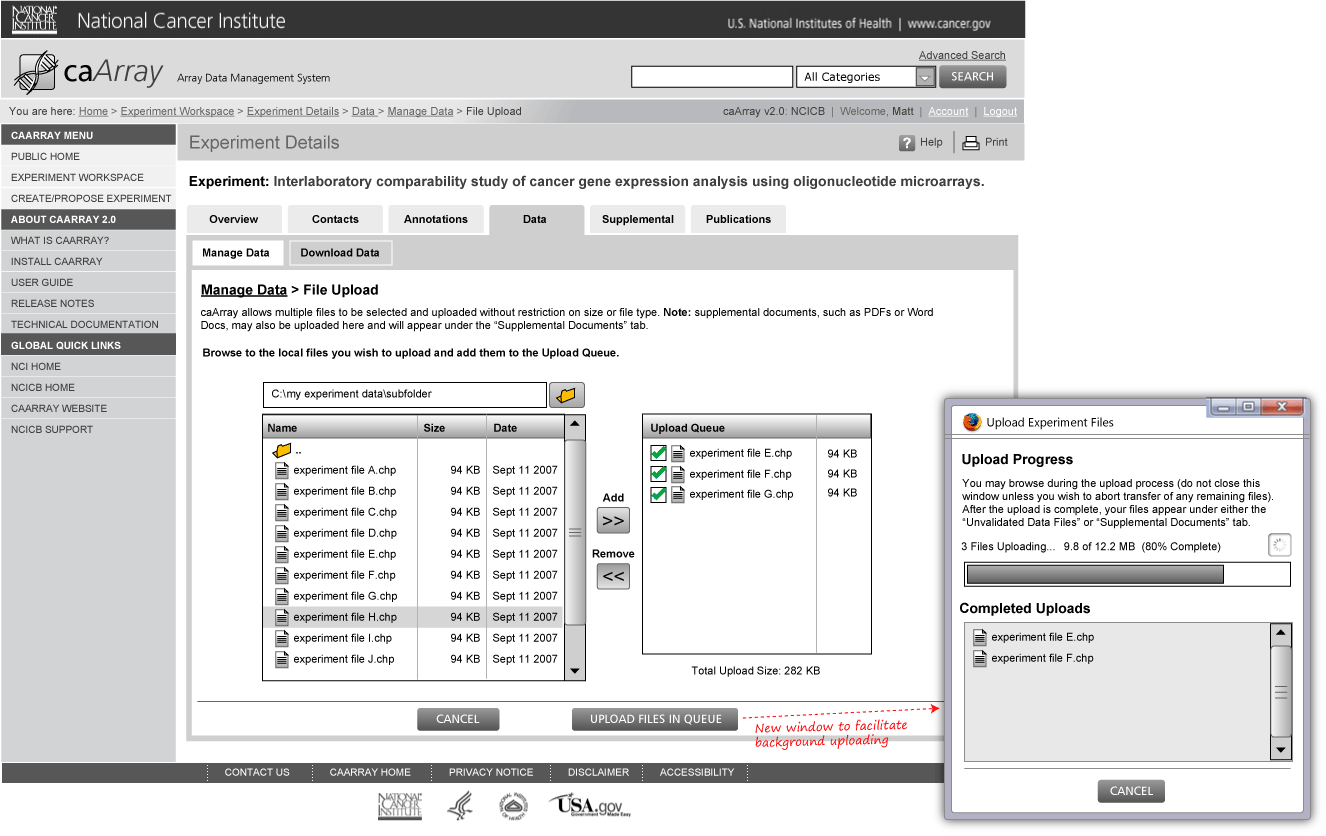 NATIONAL CANCER INSTITUTE
National Cancer Institute
U.S. National Institutes of Health | www.cancer.gov
caArray Array Data Management System
Advanced Search
All Categories
SEARCH
You are here: Home > Experiment Workspace > Experiment Details > Data > Manage Data > File Upload
caArray v2.0: NCICB | Welcome, Matt | Account | Logout
CAARRAY MENU
PUBLIC HOME
EXPERIMENT WORKSPACE
CREATE/PROPOSE EXPERIMENT
ABOUT CAARRAY 2.0
WHAT IS CAARRAY?
INSTALL CAARRAY
USER GUIDE
RELEASE NOTES
TECHNICAL DOCUMENTATION
GLOBAL QUICK LINKS
NCI HOME
NCICB HOME
CAARRAY WEBSITE
NCICB SUPPORT
Experiment Details
? Help
Print
Experiment: Interlaboratory comparability study of cancer gene expression analysis using oligonucleotide microarrays.
Overview Contacts Annotations Data Supplemental Publications
Manage Data Download Data
Manage Data > File Upload
caArray allows multiple files to be selected and uploaded without restriction on size or file type. Note: supplemental documents, such as PDFs or Word
Docs, may also be uploaded here and will appear under the “Supplemental Documents” tab.
Browse to the local files you wish to upload and add them to the Upload Queue.
C:\my experiment data\subfolder
Name Size Date
..
experiment file A.chp 94 KB Sept 11 2007
experiment file B.chp 94 KB Sept 11 2007
experiment file C.chp 94 KB Sept 11 2007
experiment file D.chp 94 KB Sept 11 2007
experiment file E.chp 94 KB Sept 11 2007
experiment file F.chp 94 KB Sept 11 2007
experiment file G.chp 94 KB Sept 11 2007
experiment file H.chp 94 KB Sept 11 2007
experiment file I.chp 94 KB Sept 11 2007
experiment file J.chp 94 KB Sept 11 2007
Add
>>
Remove
<<
Upload Queue
experiment file E.chp 94 KB
experiment file F.chp 94 KB
experiment file G.chp 94 KB
Total Upload Size: 282 KB
CANCEL
UPLOAD FILES IN QUEUE
New window to facilitate
background uploading
Upload Experiment Files
Upload Progress
You may browse during the upload process (do not close this
window unless you wish to abort transfer of any remaining files).
After the upload is complete, your files appear under either the
“Unvalidated Data Files” or “Supplemental Documents” tab.
3 Files Uploading... 9.8 of 12.2 MB (80% Complete)
Completed Uploads
experiment file E.chp
experiment file F.chp
CANCEL
CONTACT US CAARRAY HOME PRIVACY NOTICE DISCLAIMER ACCESSIBILITY
NATIONAL CANCER INSTITUTE
USA.gov
Government Made Easy